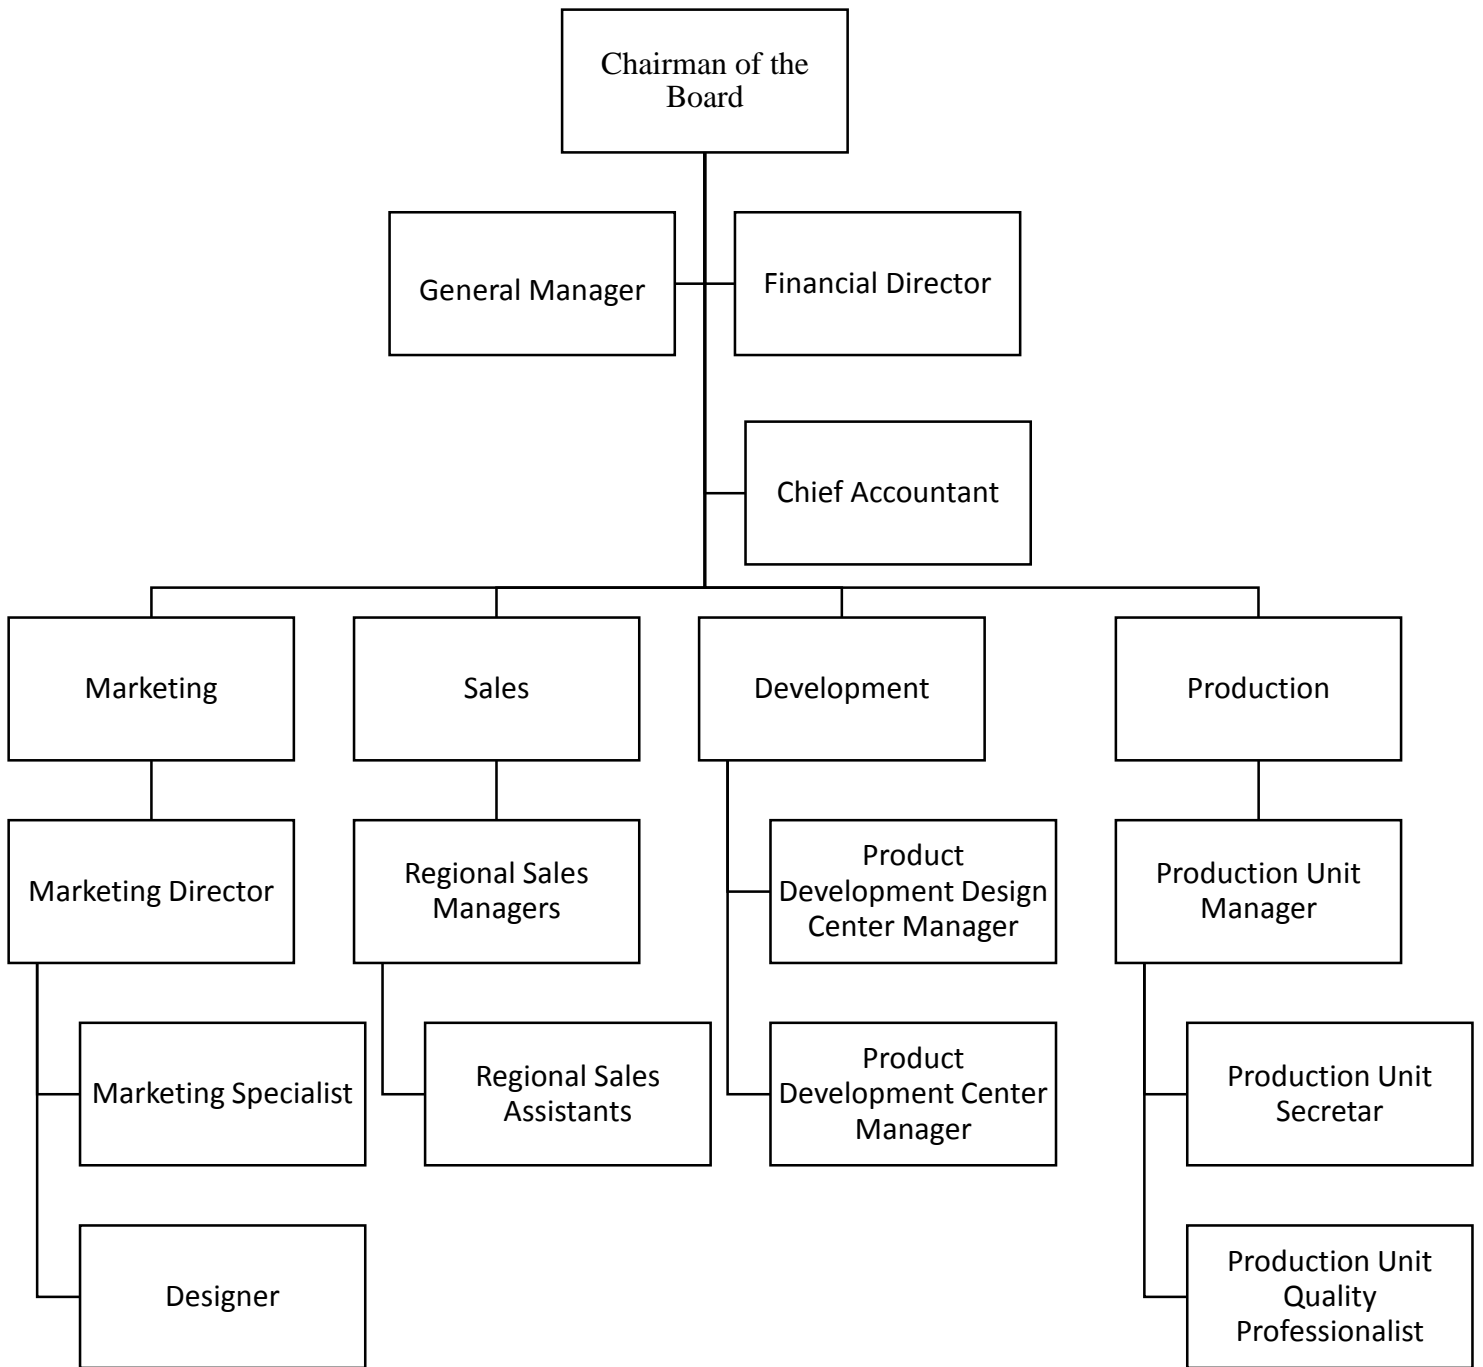 Chairman of the
Board
General Manager
Financial Director
Chief Accountant
Marketing
Sales
Development
Production
Marketing Director
Regional Sales
Managers
Product
Development Design
Center Manager
Production Unit
Manager
Marketing Specialist
Regional Sales
Assistants
Product
Development Center
Manager
Production Unit
Secretar
Designer
Production Unit
Quality
Professionalist